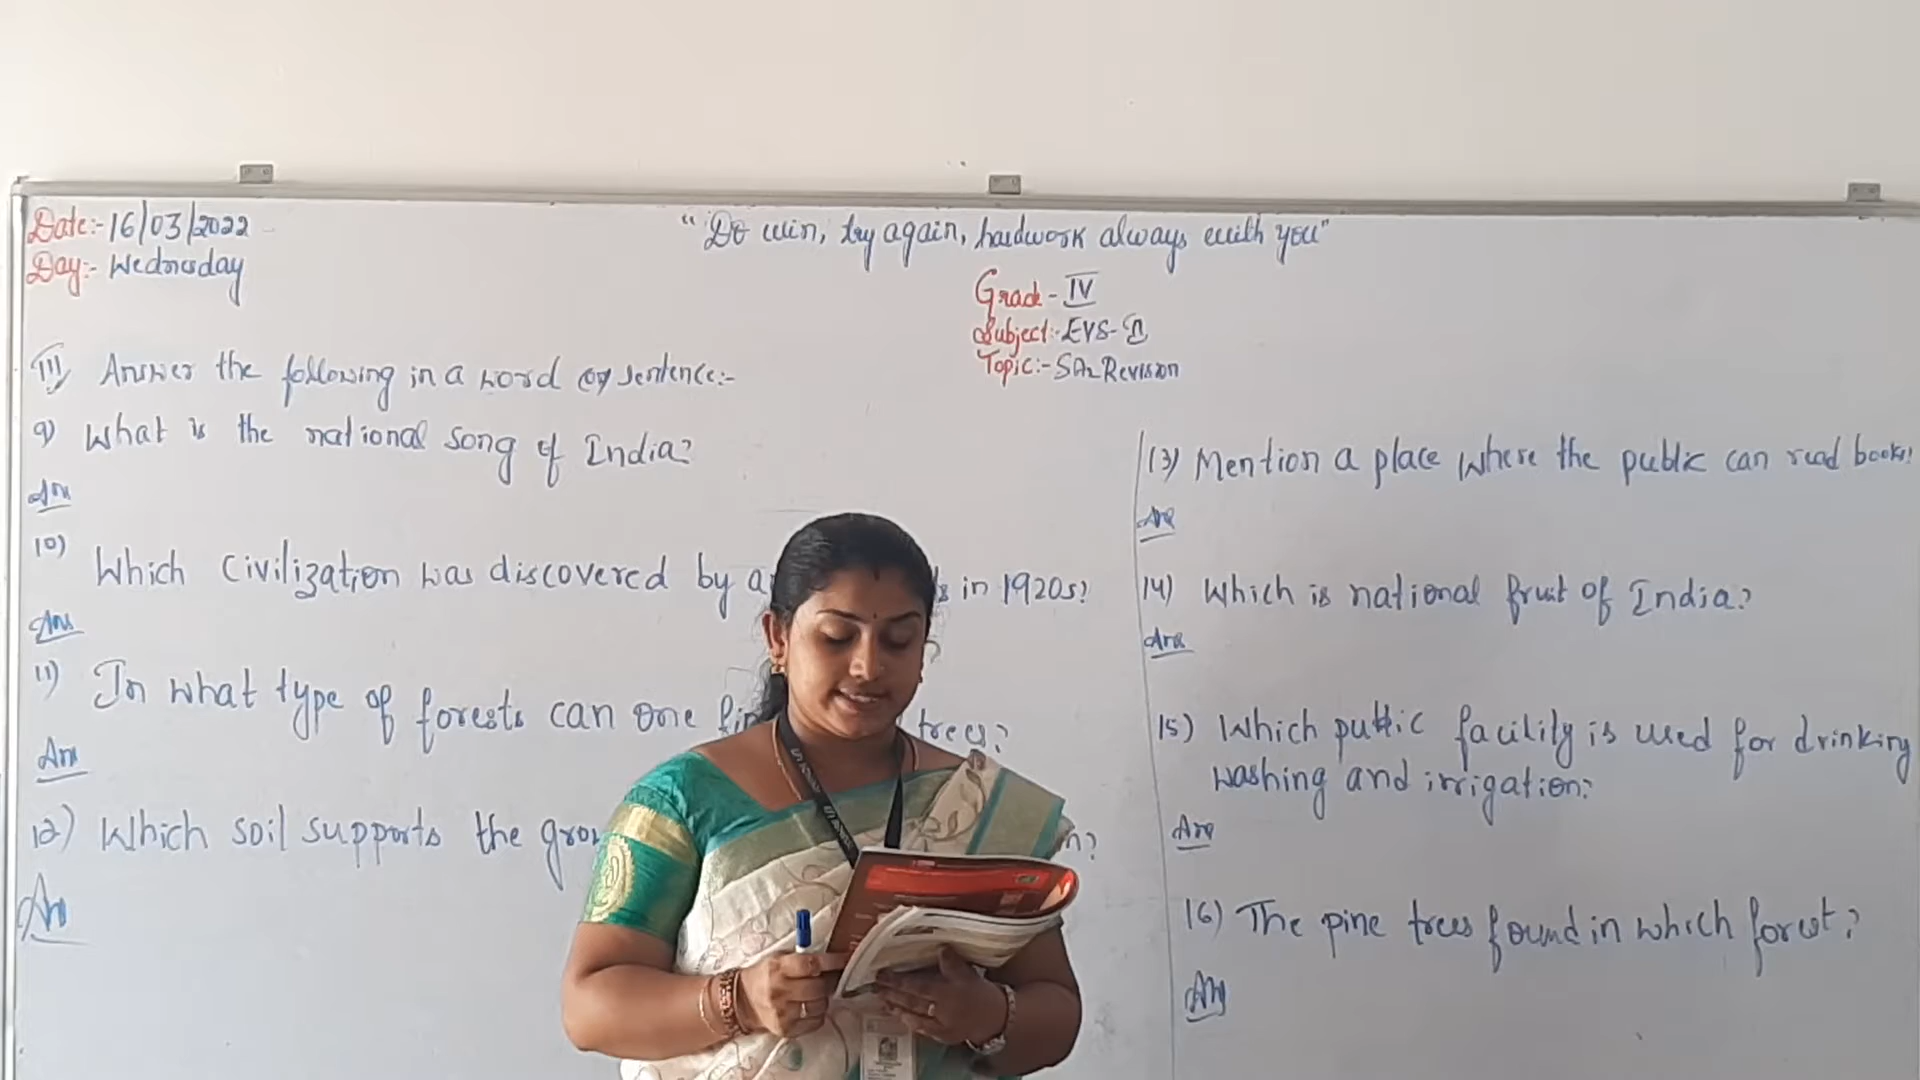 Date:- 16/03/2022
Day:- Wednesday
"Do win, try again, hardwork always with you"
Grade - IV
Subject:- EVS- II
Topic:- SA2 Revision
III) Answer the following in a word or sentence:-
9) What is the national song of India?
Ans
10) Which civilization was discovered by in 1920s?
Ans
11) In what type of forests can one trees?
Ans
12) Which soil supports the
Ans
13) Mention a place where the public can read books?
Ans
14) Which is national fruit of India?
Ans
15) Which public facility is used for drinking
washing and irrigation?
Ans
16) The pine trees found in which forest?
Ans